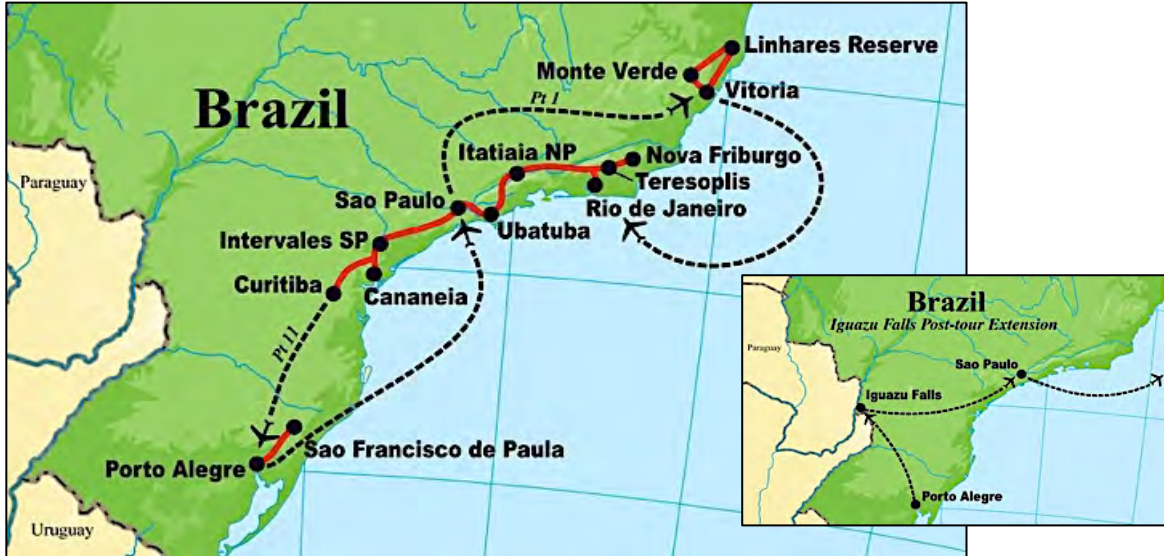 Linhares Reserve
Monte Verde
Vitoria
Pt 1
Brazil
Itatiaia NP
Nova Friburgo
Teresoplis
Paraguay
Sao Paulo
Rio de Janeiro
Ubatuba
Intervales SP
Curitiba
Cananeia
Pt 11
Sao Francisco de Paula
Porto Alegre
Uruguay
Brazil
Iguazu Falls Post-tour Extension
Paraguay
Sao Paulo
Iguazu Falls
Porto Alegre